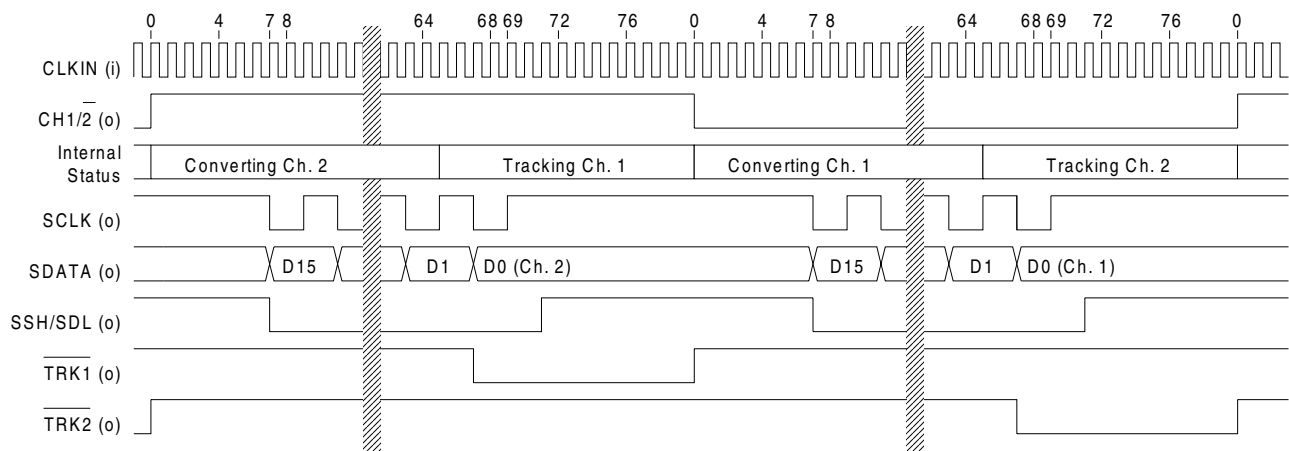 0 4 7 8 64 68 69 72 76 0 4 7 8 64 68 69 72 76 0
CLKIN (i)
CH1/2 (o)
Internal
Status
Converting Ch. 2 Tracking Ch. 1 Converting Ch. 1 Tracking Ch. 2
SCLK (o)
SDATA (o) D15 D1 D0 (Ch. 2) D15 D1 D0 (Ch. 1)
SSH/SDL (o)
TRK1 (o)
TRK2 (o)